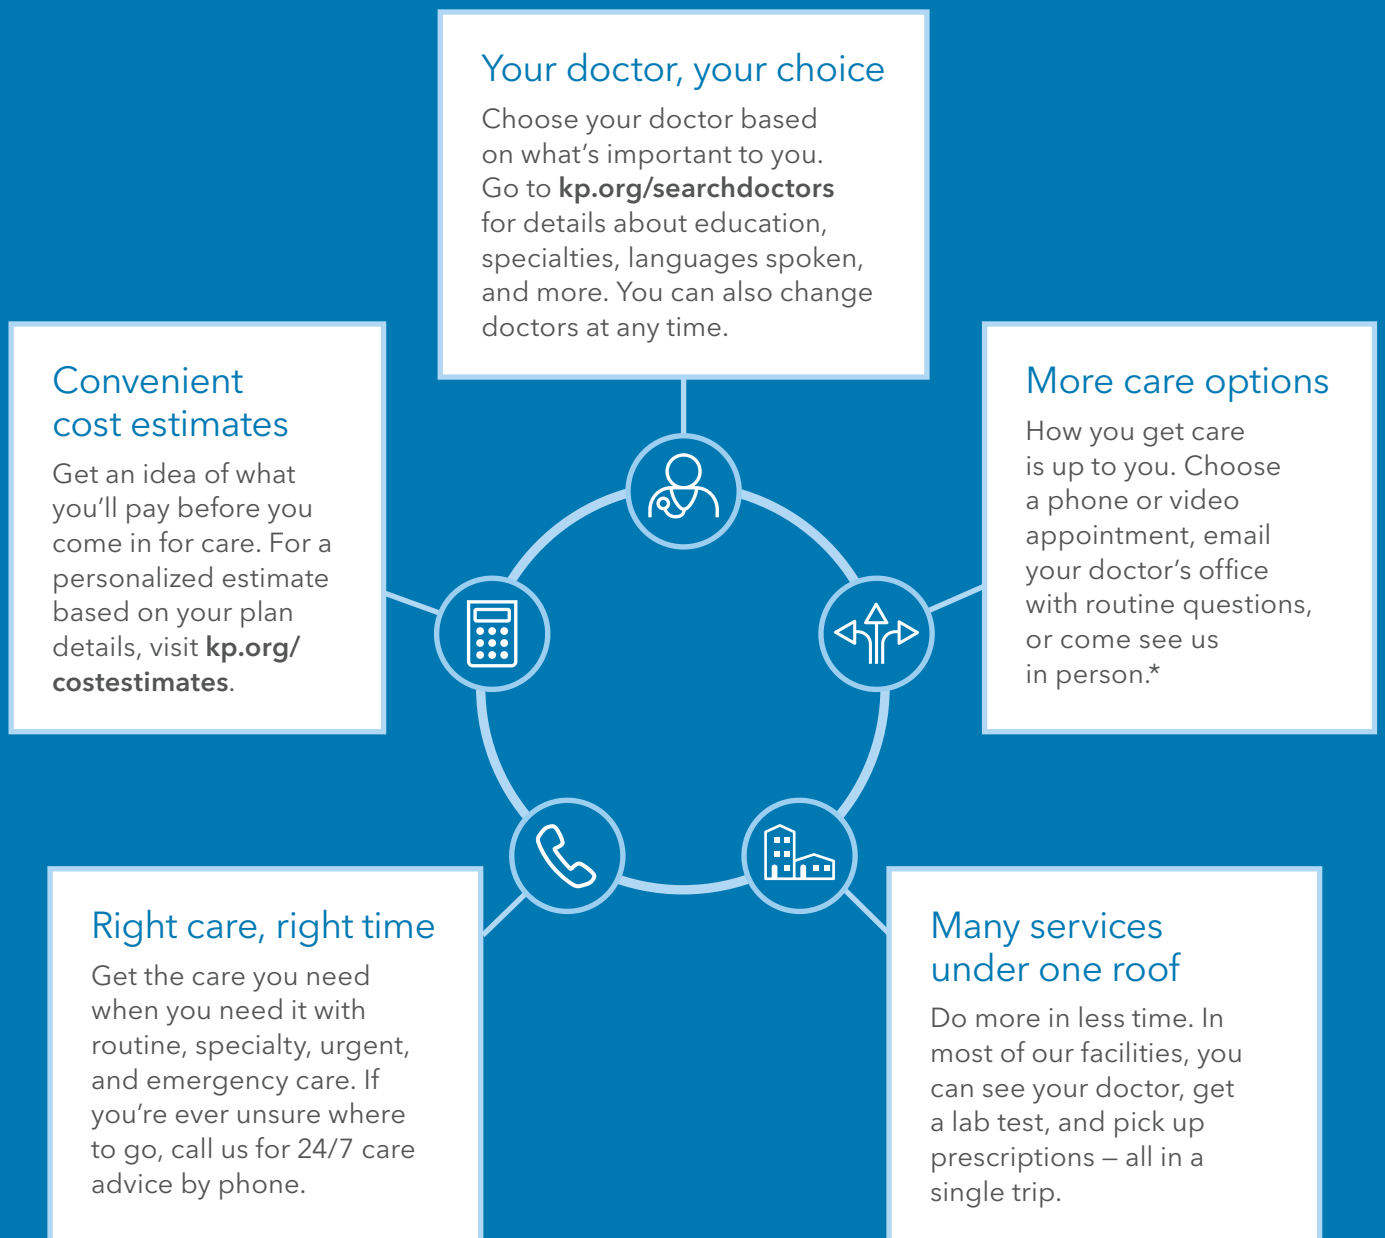 Your doctor, your choice
Choose your doctor based
on what's important to you.
Go to kp.org/searchdoctors
for details about education,
specialties, languages spoken,
and more. You can also change
doctors at any time.
Convenient
cost estimates
Get an idea of what
you'll pay before you
come in for care. For a
personalized estimate
based on your plan
details, visit kp.org/
costestimates.
More care options
How you get care
is up to you. Choose
a phone or video
appointment, email
your doctor's office
with routine questions,
or come see us
in person.*
Right care, right time
Get the care you need
when you need it with
routine, specialty, urgent,
and emergency care. If
you're ever unsure where
to go, call us for 24/7 care
advice by phone.
Many services
under one roof
Do more in less time. In
most of our facilities, you
can see your doctor, get
a lab test, and pick up
prescriptions – all in a
single trip.